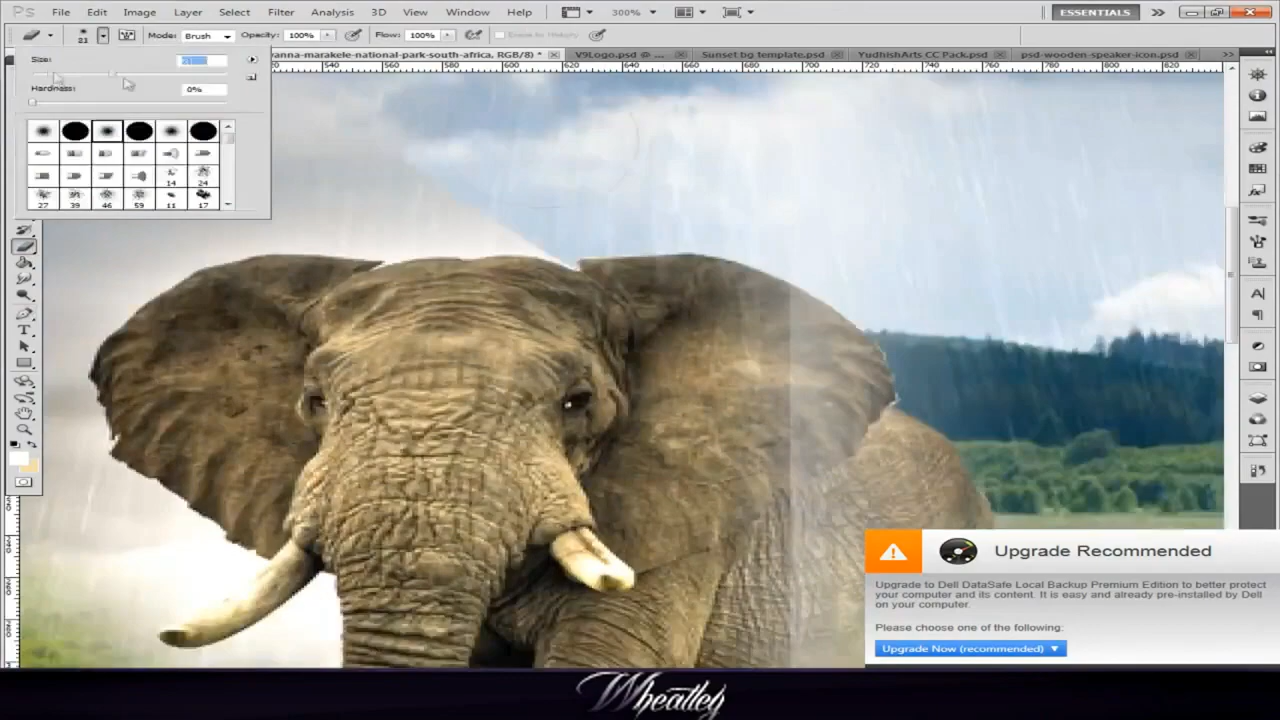 Ps File Edit Image Layer Select Filter Analysis 3D View Window Help 300% ESSENTIALS
21 Mode: Brush Opacity: 100% Flow: 100% Erase to History
anna-marakele-national-park-south-africa, RGB/8) * V9Logo.psd @ ... Sunset bg template.psd YudhishArts CC Pack.psd psd-wooden-speaker-icon.psd
540 560 580 600 620 640 660 680 700 720 740 760 780 800 820
Size:
Hardness: 0%
14 24
27 39 46 59 11 17
Upgrade Recommended
Upgrade to Dell DataSafe Local Backup Premium Edition to better protect
your computer and its content. It is easy and already pre-installed by Dell
on your computer.
Please choose one of the following:
Upgrade Now (recommended)
Wheatley